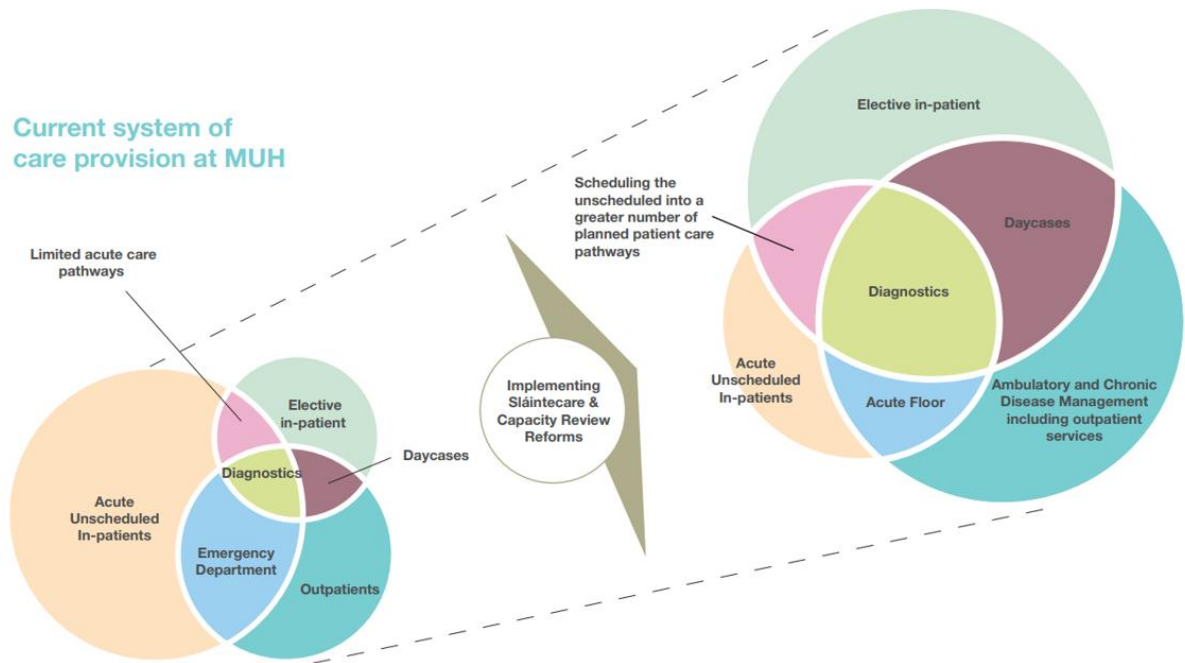 Current system of
care provision at MUH
Limited acute care
pathways
Elective
in-patient
Diagnostics
Daycases
Acute
Unscheduled
In-patients
Emergency
Department
Outpatients
Implementing
Sláintecare &
Capacity Review
Reforms
Elective in-patient
Scheduling the
unscheduled into a
greater number of
planned patient care
pathways
Daycases
Diagnostics
Acute
Unscheduled
In-patients
Acute Floor
Ambulatory and Chronic
Disease Management
including outpatient
services